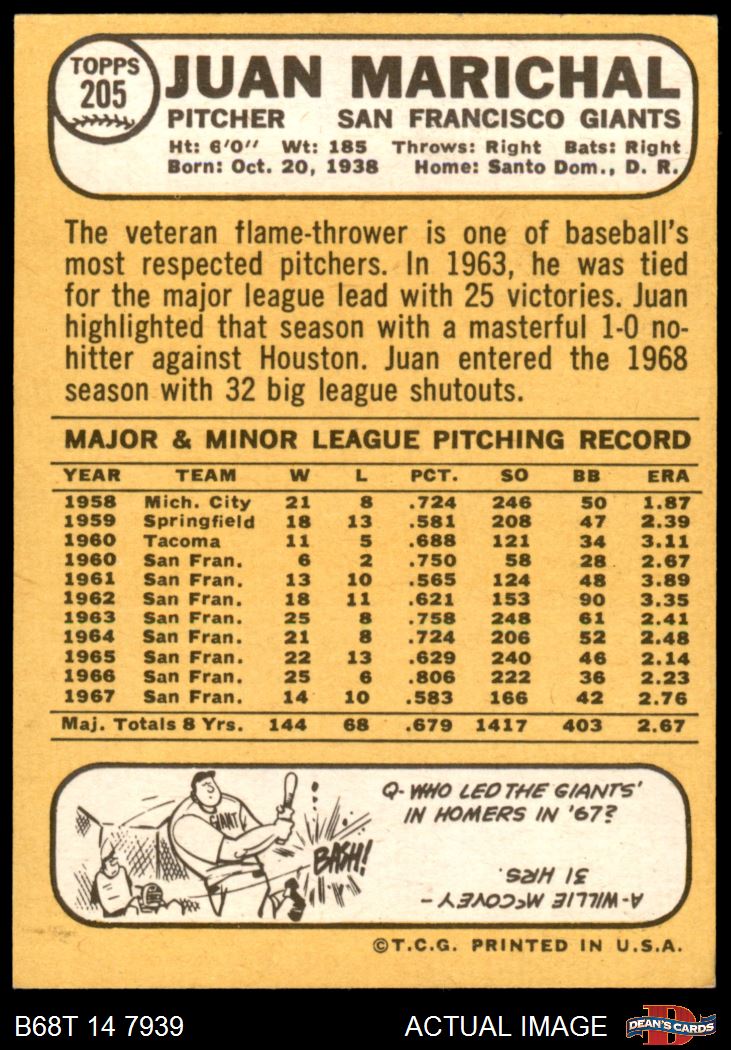 TOPPS
205
JUAN MARICHAL
PITCHER SAN FRANCISCO GIANTS
Ht: 6'0" Wt: 185 Throws: Right Bats: Right
Born: Oct. 20, 1938 Home: Santo Dom., D. R.
The veteran flame-thrower is one of baseball's
most respected pitchers. In 1963, he was tied
for the major league lead with 25 victories. Juan
highlighted that season with a masterful 1-0 no-
hitter against Houston. Juan entered the 1968
season with 32 big league shutouts.
MAJOR & MINOR LEAGUE PITCHING RECORD
YEAR TEAM W L PCT. SO BB ERA
1958 Mich. City 21 8 .724 246 50 1.87
1959 Springfield 18 13 .581 208 47 2.39
1960 Tacoma 11 5 .688 121 34 3.11
1960 San Fran. 6 2 .750 58 28 2.67
1961 San Fran. 13 10 .565 124 48 3.89
1962 San Fran. 18 11 .621 153 90 3.35
1963 San Fran. 25 8 .758 248 61 2.41
1964 San Fran. 21 8 .724 206 52 2.48
1965 San Fran. 22 13 .629 240 46 2.14
1966 San Fran. 25 6 .806 222 36 2.23
1967 San Fran. 14 10 .583 166 42 2.76
Maj. Totals 8 Yrs. 144 68 .679 1417 403 2.67
GIANT
BASH!
Q- WHO LED THE GIANTS'
IN HOMERS IN '67?
A- WILLIE McCOVEY -
31 HRS.
©T.C.G. PRINTED IN U.S.A.
B68T 14 7939 ACTUAL IMAGE
D
DEAN'S CARDS